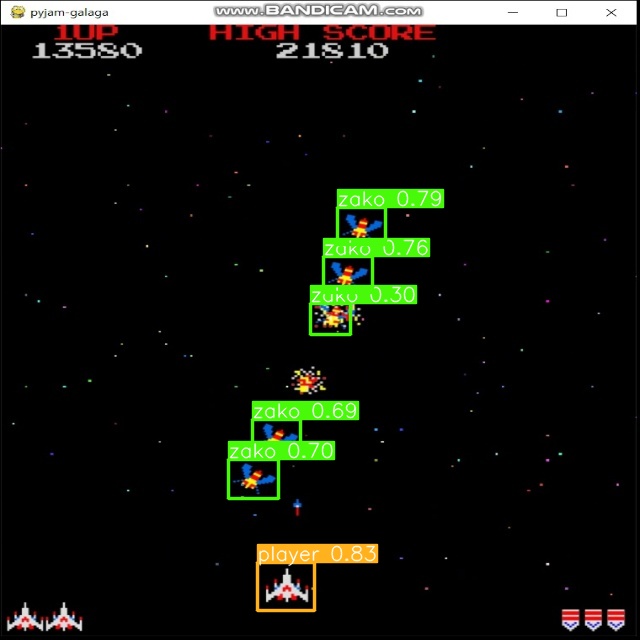 pyjam-galaga
www.BANDICAM.com
1UP HIGH SCORE
13580 21810
zako 0.79
zako 0.76
zako 0.30
zako 0.69
zako 0.70
player 0.83